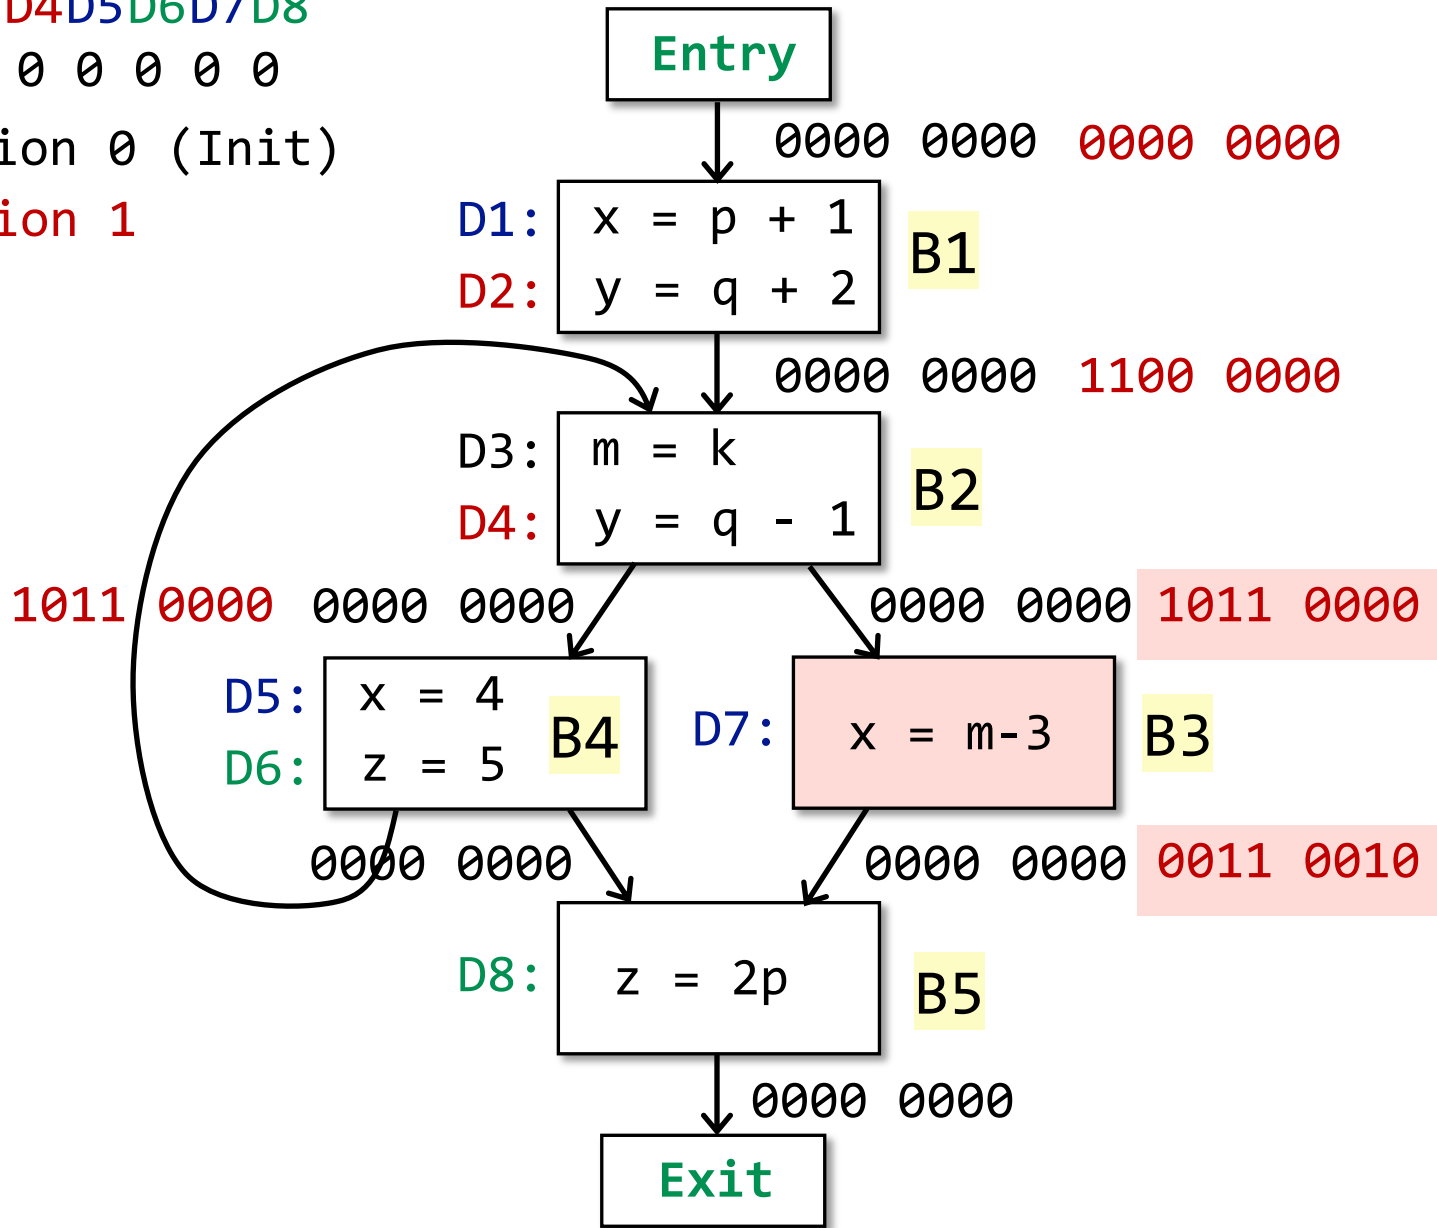 D4D5D6D7D8
0 0 0 0 0
ion 0 (Init)
ion 1
Entry
0000 0000 0000 0000
D1: x = p + 1
D2: y = q + 2
B1
0000 0000 1100 0000
D3: m = k
D4: y = q - 1
B2
1011 0000 0000 0000
0000 0000 1011 0000
D5: x = 4
D6: z = 5
B4
D7: x = m-3
B3
0000 0000
0000 0000 0011 0010
D8: z = 2p
B5
0000 0000
Exit